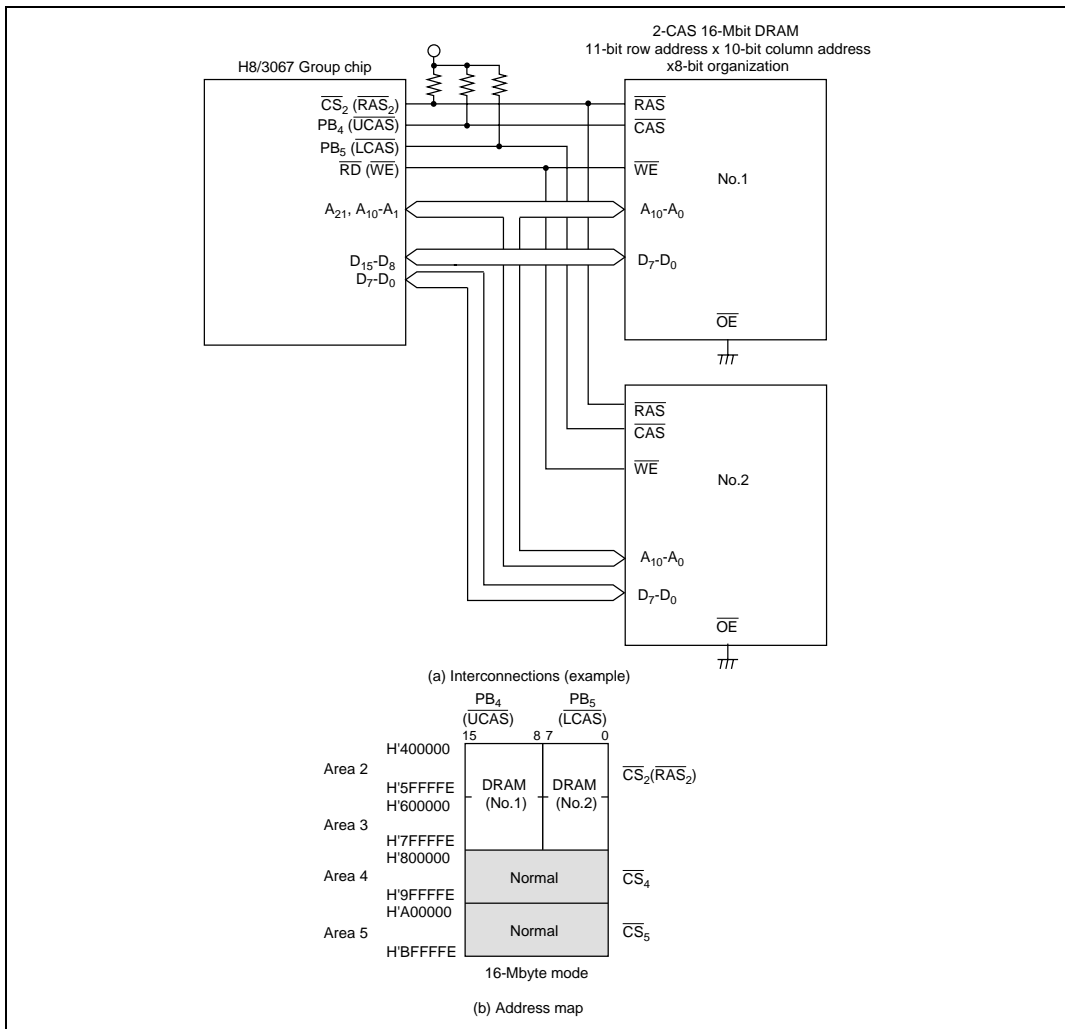 2-CAS 16-Mbit DRAM
11-bit row address x 10-bit column address
x8-bit organization
H8/3067 Group chip
CS2 (RAS2)
PB4 (UCAS)
PB5 (LCAS)
RD (WE)
A21, A10-A1
D15-D8
D7-D0
RAS
CAS
WE
No.1
A10-A0
D7-D0
OE
RAS
CAS
WE
No.2
A10-A0
D7-D0
OE
(a) Interconnections (example)
PB4 PB5
(UCAS) (LCAS)
15 8 7 0
H'400000
Area 2
H'5FFFFE
DRAM (No.1)
DRAM (No.2)
CS2(RAS2)
H'600000
Area 3
H'7FFFFE
H'800000
Area 4
Normal
CS4
H'9FFFFE
H'A00000
Area 5
Normal
CS5
H'BFFFFE
16-Mbyte mode
(b) Address map